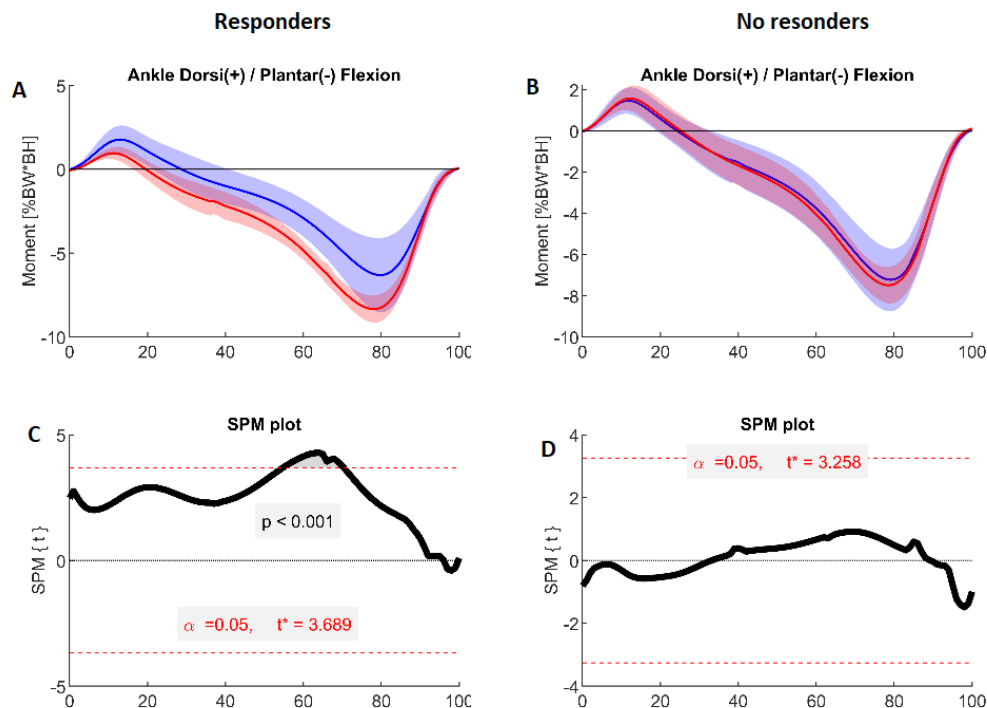 Responders
No resonders
A
Ankle Dorsi(+) / Plantar(-) Flexion
Moment [%BW*BH]
5
0
-5
-10
0 20 40 60 80 100
B
Ankle Dorsi(+) / Plantar(-) Flexion
Moment [%BW*BH]
2
0
-2
-4
-6
-8
-10
0 20 40 60 80 100
C
SPM plot
SPM { t }
5
0
-5
p < 0.001
α =0.05, t* = 3.689
0 20 40 60 80 100
D
SPM plot
SPM { t }
4
2
0
-2
-4
α =0.05, t* = 3.258
0 20 40 60 80 100